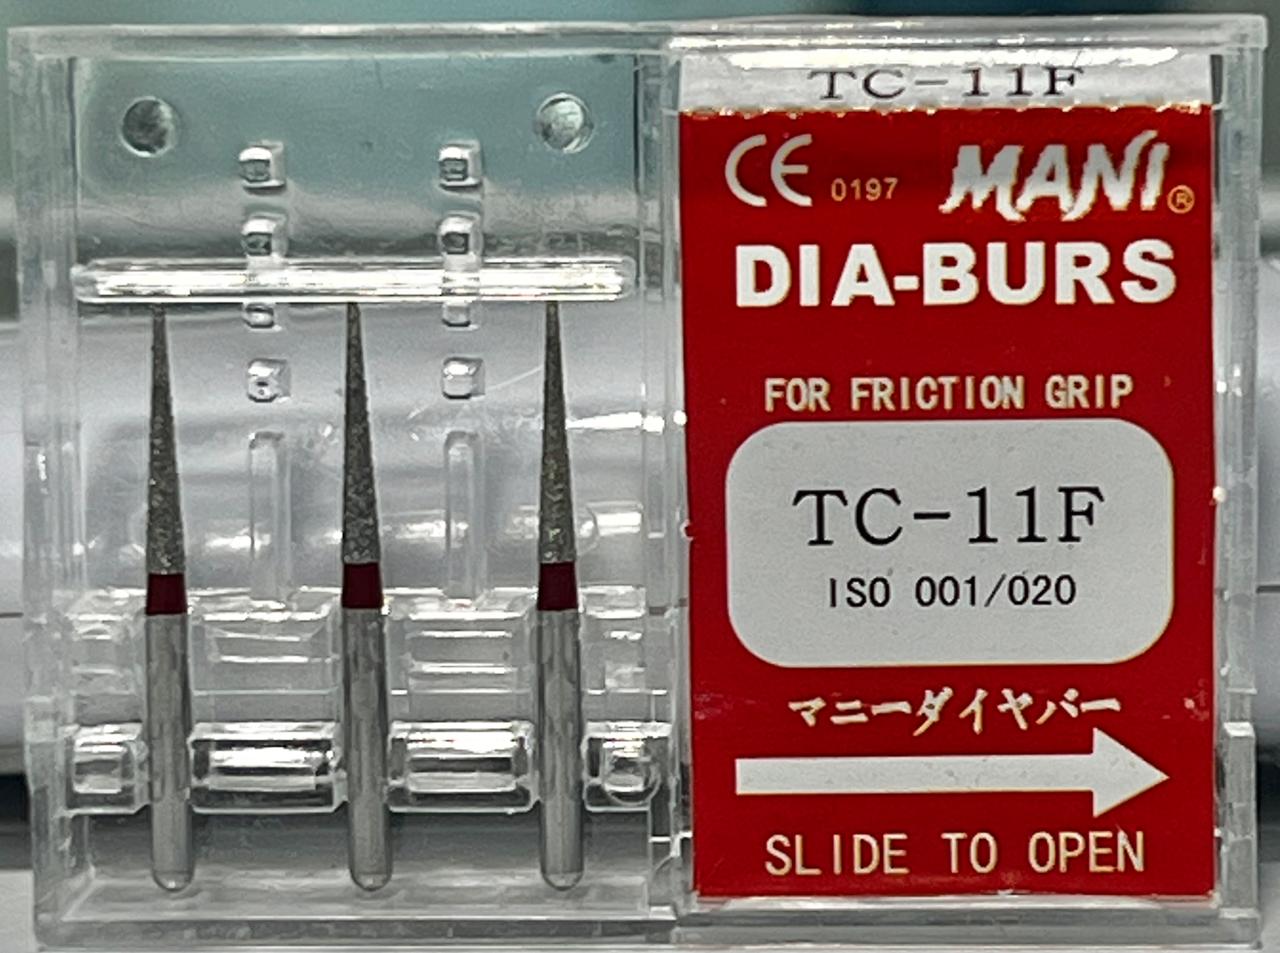 TC-11F
CE 0197 MANI®
DIA-BURS
FOR FRICTION GRIP
TC-11F
ISO 001/020
マニーダイヤバー
SLIDE TO OPEN